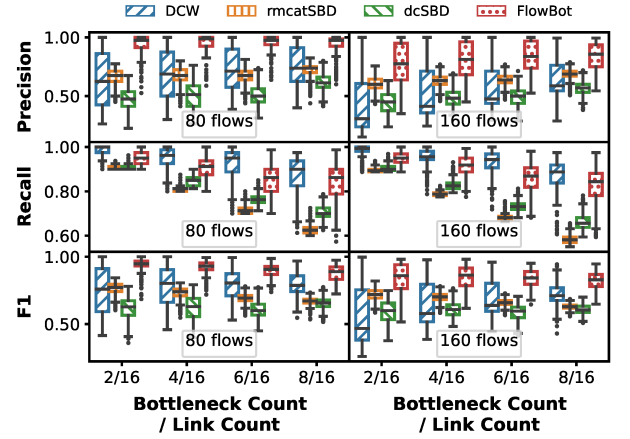 DCW rmcatSBD dcSBD FlowBot
Precision
1.00
0.50
80 flows
160 flows
Recall
1.00
0.80
0.60
80 flows
160 flows
F1
1.00
0.50
80 flows
160 flows
2/16 4/16 6/16 8/16 2/16 4/16 6/16 8/16
Bottleneck Count Bottleneck Count
/ Link Count / Link Count